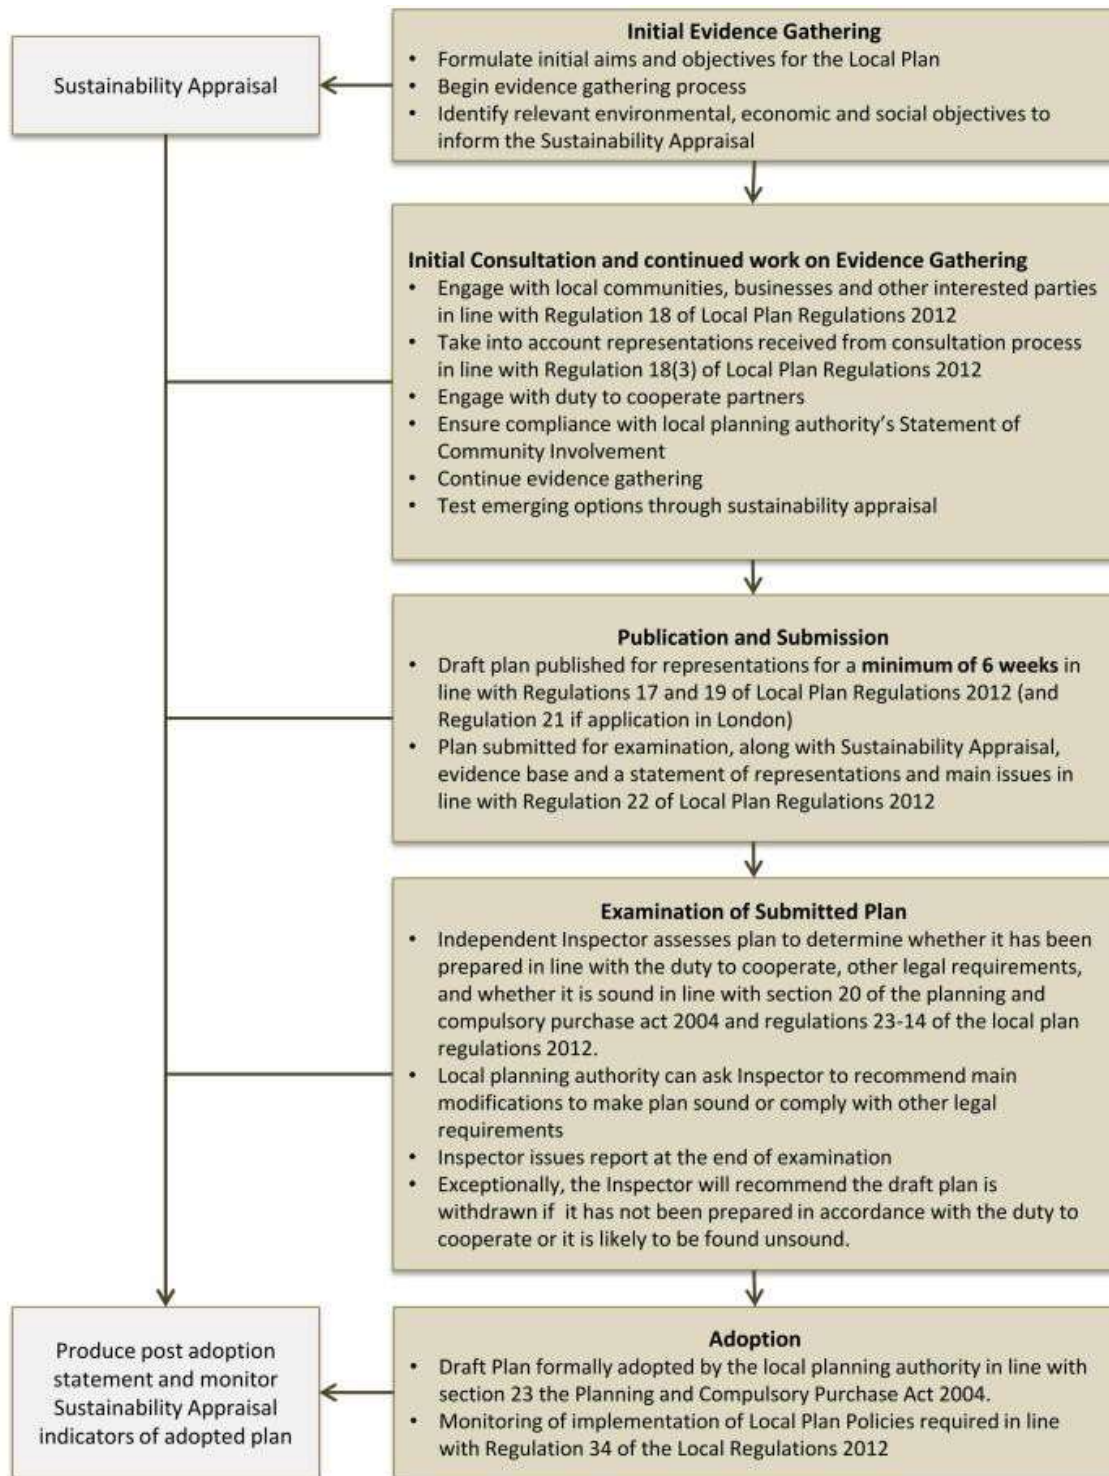 Sustainability Appraisal
Initial Evidence Gathering
• Formulate initial aims and objectives for the Local Plan
• Begin evidence gathering process
• Identify relevant environmental, economic and social objectives to
inform the Sustainability Appraisal
Initial Consultation and continued work on Evidence Gathering
• Engage with local communities, businesses and other interested parties
in line with Regulation 18 of Local Plan Regulations 2012
• Take into account representations received from consultation process
in line with Regulation 18(3) of Local Plan Regulations 2012
• Engage with duty to cooperate partners
• Ensure compliance with local planning authority's Statement of
Community Involvement
• Continue evidence gathering
• Test emerging options through sustainability appraisal
Publication and Submission
• Draft plan published for representations for a minimum of 6 weeks in
line with Regulations 17 and 19 of Local Plan Regulations 2012 (and
Regulation 21 if application in London)
• Plan submitted for examination, along with Sustainability Appraisal,
evidence base and a statement of representations and main issues in
line with Regulation 22 of Local Plan Regulations 2012
Examination of Submitted Plan
• Independent Inspector assesses plan to determine whether it has been
prepared in line with the duty to cooperate, other legal requirements,
and whether it is sound in line with section 20 of the planning and
compulsory purchase act 2004 and regulations 23-14 of the local plan
regulations 2012.
• Local planning authority can ask Inspector to recommend main
modifications to make plan sound or comply with other legal
requirements
• Inspector issues report at the end of examination
• Exceptionally, the Inspector will recommend the draft plan is
withdrawn if it has not been prepared in accordance with the duty to
cooperate or it is likely to be found unsound.
Produce post adoption
statement and monitor
Sustainability Appraisal
indicators of adopted plan
Adoption
• Draft Plan formally adopted by the local planning authority in line with
section 23 the Planning and Compulsory Purchase Act 2004.
• Monitoring of implementation of Local Plan Policies required in line
with Regulation 34 of the Local Regulations 2012